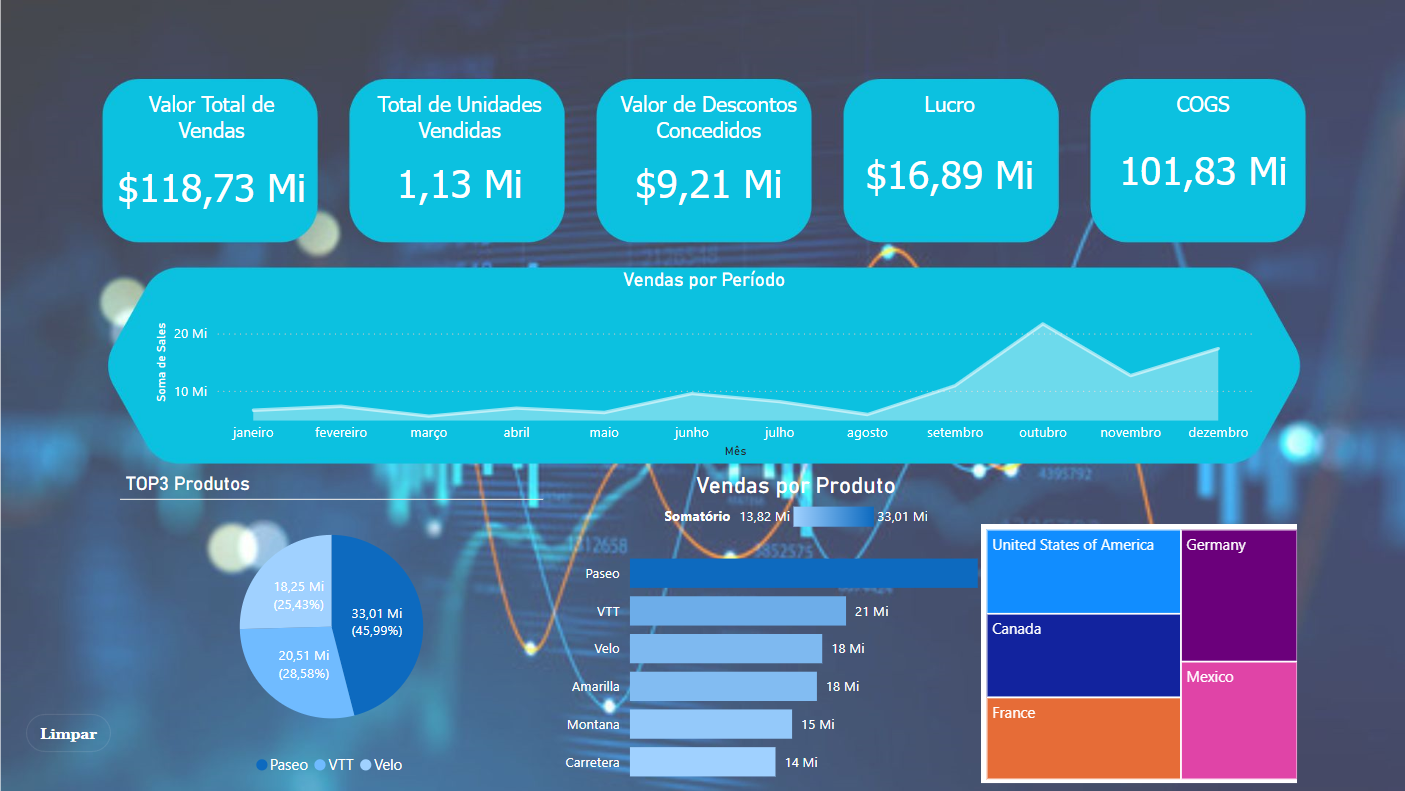 Valor Total de
Vendas
$118,73 Mi
Total de Unidades
Vendidas
1,13 Mi
Valor de Descontos
Concedidos
$9,21 Mi
Lucro
$16,89 Mi
COGS
101,83 Mi
Vendas por Período
Soma de Sales
20 Mi
10 Mi
janeiro fevereiro março abril maio junho julho agosto setembro outubro novembro dezembro
Mês
TOP3 Produtos
18,25 Mi
(25,43%)
33,01 Mi
(45,99%)
20,51 Mi
(28,58%)
Paseo VTT Velo
Limpar
Vendas por Produto
Somatório 13,82 Mi 33,01 Mi
Paseo
VTT 21 Mi
Velo 18 Mi
Amarilla 18 Mi
Montana 15 Mi
Carretera 14 Mi
United States of America
Germany
Canada
Mexico
France
4395792
2128548
1312658
3852575